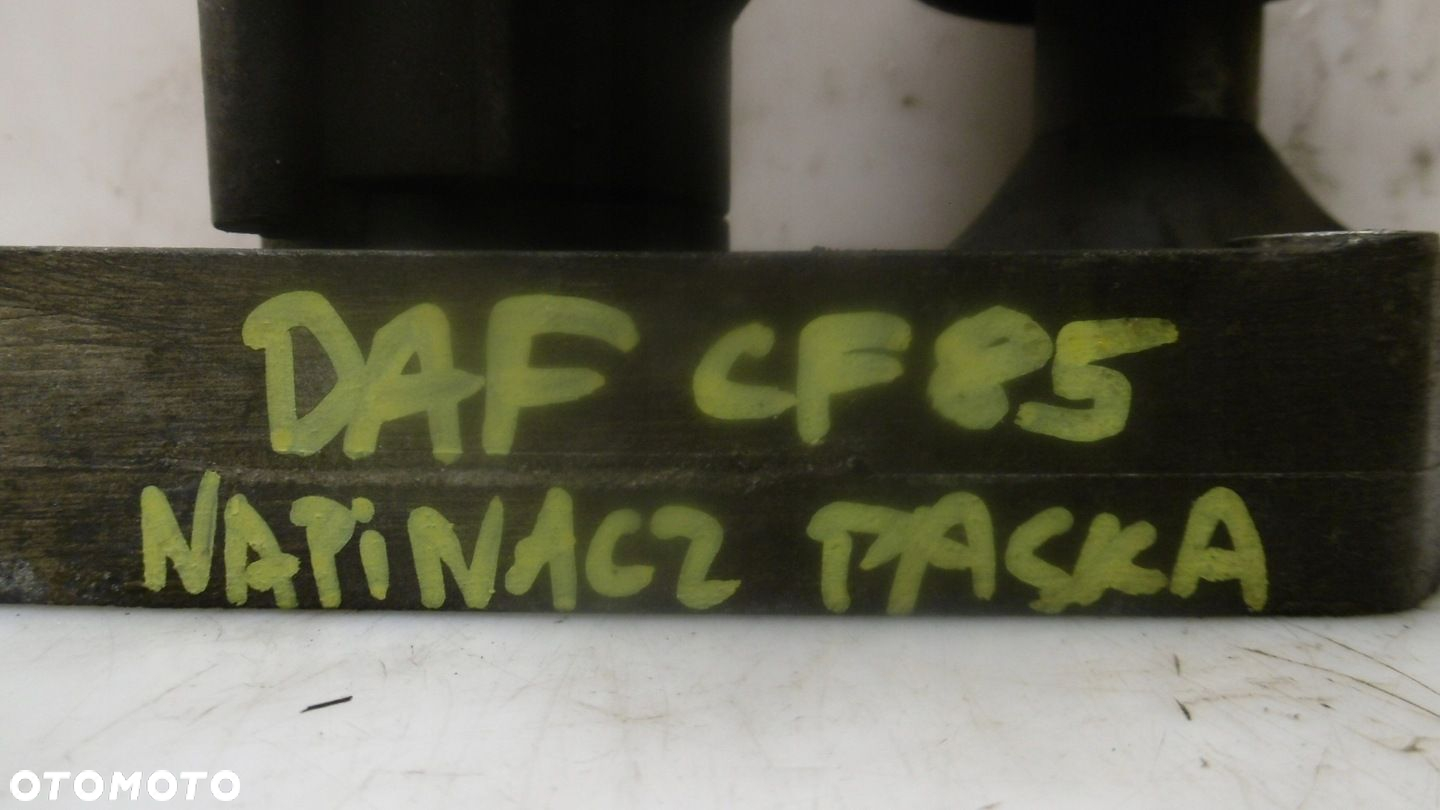 DAF CF85
NAPiNACZ PASKA
OTOMOTO